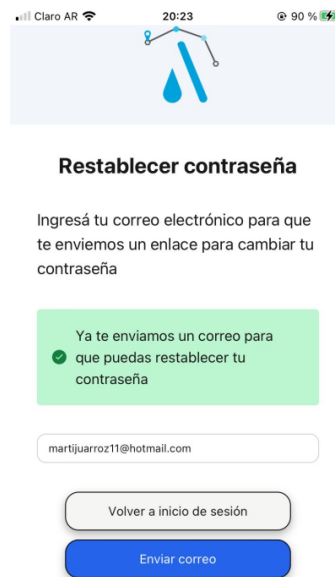 Claro AR 20:23 90 %
Restablecer contraseña
Ingresá tu correo electrónico para que
te enviemos un enlace para cambiar tu
contraseña
Ya te enviamos un correo para
que puedas restablecer tu
contraseña
martijuarroz11@hotmail.com
Volver a inicio de sesión
Enviar correo